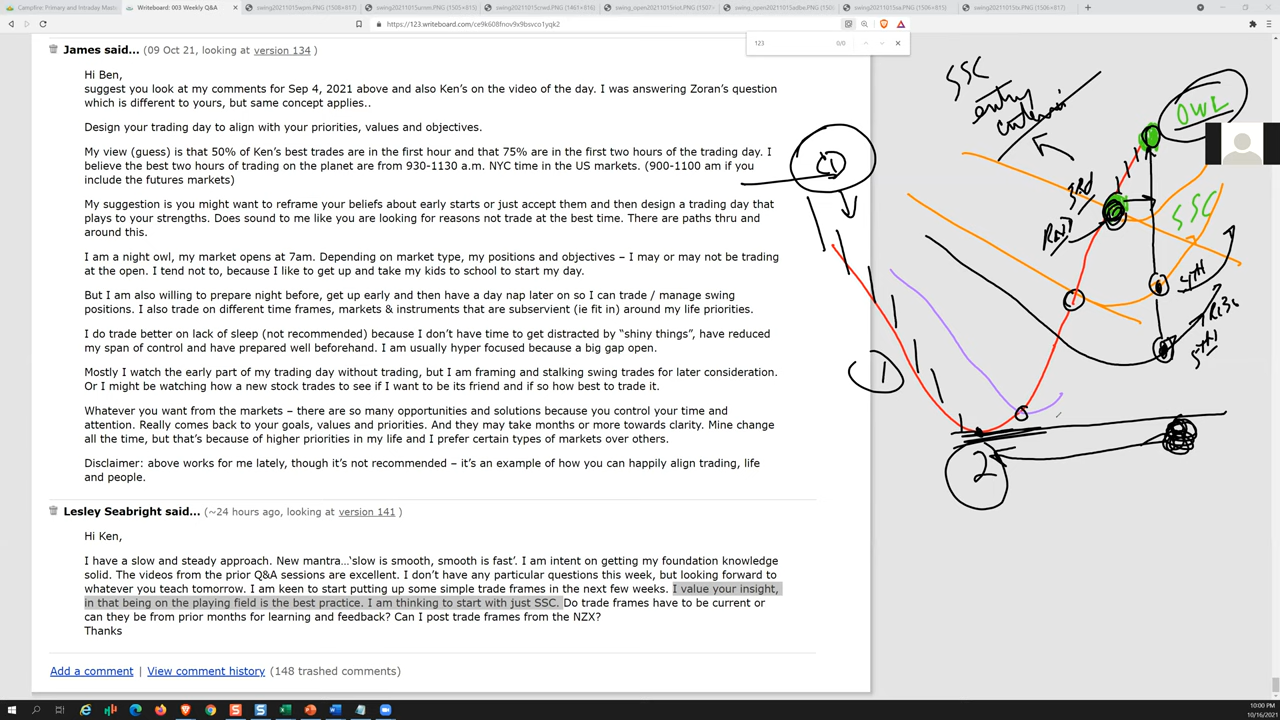 Campfire: Primary and Intraday Maste
Writeboard: 003 Weekly Q&A
https://123.writeboard.com/ce9k608fnov9x9bsvco1yqk2
123
0/0
James said... (09 Oct 21, looking at version 134 )
Hi Ben,
suggest you look at my comments for Sep 4, 2021 above and also Ken's on the video of the day. I was answering Zoran's question
which is different to yours, but same concept applies..
Design your trading day to align with your priorities, values and objectives.
My view (guess) is that 50% of Ken's best trades are in the first hour and that 75% are in the first two hours of the trading day. I
believe the best two hours of trading on the planet are from 930-1130 a.m. NYC time in the US markets. (900-1100 am if you
include the futures markets)
My suggestion is you might want to reframe your beliefs about early starts or just accept them and then design a trading day that
plays to your strengths. Does sound to me like you are looking for reasons not trade at the best time. There are paths thru and
around this.
I am a night owl, my market opens at 7am. Depending on market type, my positions and objectives – I may or may not be trading
at the open. I tend not to, because I like to get up and take my kids to school to start my day.
But I am also willing to prepare night before, get up early and then have a day nap later on so I can trade / manage swing
positions. I also trade on different time frames, markets & instruments that are subservient (ie fit in) around my life priorities.
I do trade better on lack of sleep (not recommended) because I don't have time to get distracted by "shiny things", have reduced
my span of control and have prepared well beforehand. I am usually hyper focused because a big gap open.
Mostly I watch the early part of my trading day without trading, but I am framing and stalking swing trades for later consideration.
Or I might be watching how a new stock trades to see if I want to be its friend and if so how best to trade it.
Whatever you want from the markets – there are so many opportunities and solutions because you control your time and
attention. Really comes back to your goals, values and priorities. And they may take months or more towards clarity. Mine change
all the time, but that's because of higher priorities in my life and I prefer certain types of markets over others.
Disclaimer: above works for me lately, though it's not recommended – it's an example of how you can happily align trading, life
and people.
Lesley Seabright said... (~24 hours ago, looking at version 141 )
Hi Ken,
I have a slow and steady approach. New mantra...'slow is smooth, smooth is fast'. I am intent on getting my foundation knowledge
solid. The videos from the prior Q&A sessions are excellent. I don't have any particular questions this week, but looking forward to
whatever you teach tomorrow. I am keen to start putting up some simple trade frames in the next few weeks. I value your insight,
in that being on the playing field is the best practice. I am thinking to start with just SSC. Do trade frames have to be current or
can they be from prior months for learning and feedback? Can I post trade frames from the NZX?
Thanks
Add a comment | View comment history (148 trashed comments)
SSC
entry
OWL
SSC
1
2
10:00 PM
10/16/2021